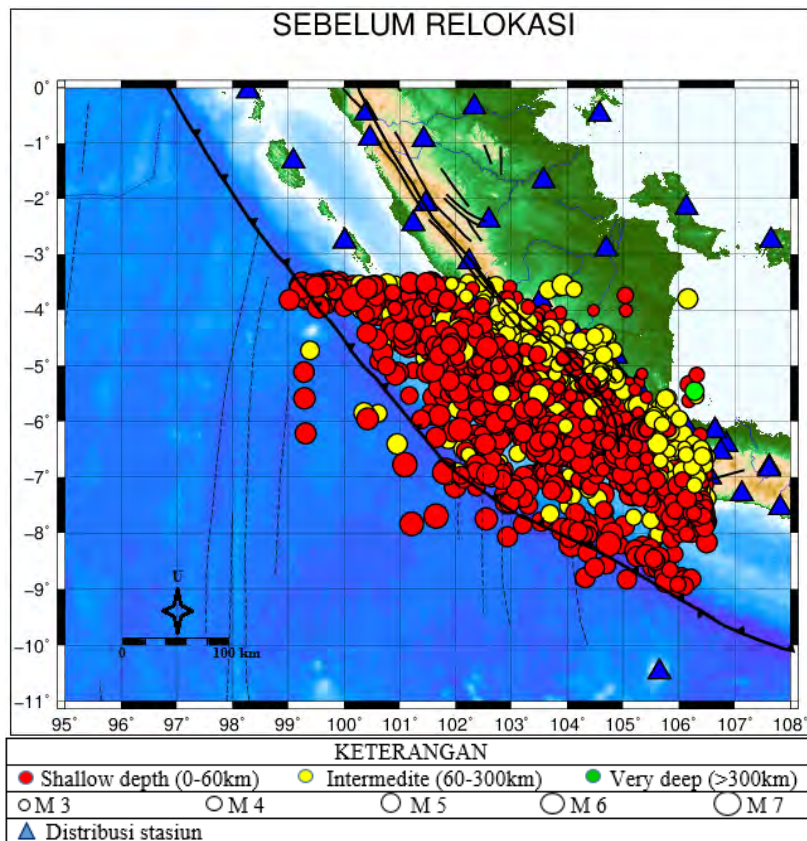 SEBELUM RELOKASI
0°
−1°
−2°
−3°
−4°
−5°
−6°
−7°
−8°
−9°
−10°
−11°
U
0 100 km
95° 96° 97° 98° 99° 100° 101° 102° 103° 104° 105° 106° 107° 108°
KETERANGAN
Shallow depth (0-60km) Intermedite (60-300km) Very deep (>300km)
M 3 M 4 M 5 M 6 M 7
Distribusi stasiun